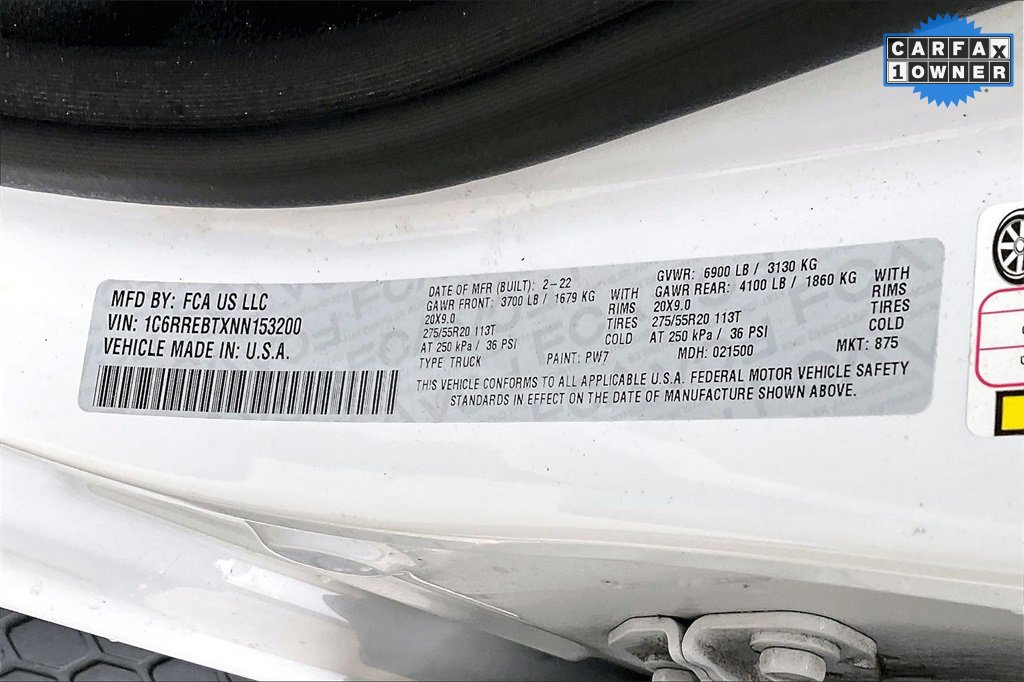 CARFAX
1 OWNER
MFD BY: FCA US LLC
VIN: 1C6RREBTXNN153200
VEHICLE MADE IN: U.S.A.
DATE OF MFR (BUILT): 2-22
GAWR FRONT: 3700 LB / 1679 KG WITH
20X9.0 RIMS
275/55R20 113T TIRES
AT 250 kPa / 36 PSI COLD
TYPE TRUCK PAINT: PW7
GVWR: 6900 LB / 3130 KG
GAWR REAR: 4100 LB / 1860 KG WITH
20X9.0 RIMS
275/55R20 113T TIRES
AT 250 kPa / 36 PSI COLD
MDH: 021500 MKT: 875
THIS VEHICLE CONFORMS TO ALL APPLICABLE U.S.A. FEDERAL MOTOR VEHICLE SAFETY
STANDARDS IN EFFECT ON THE DATE OF MANUFACTURE SHOWN ABOVE.